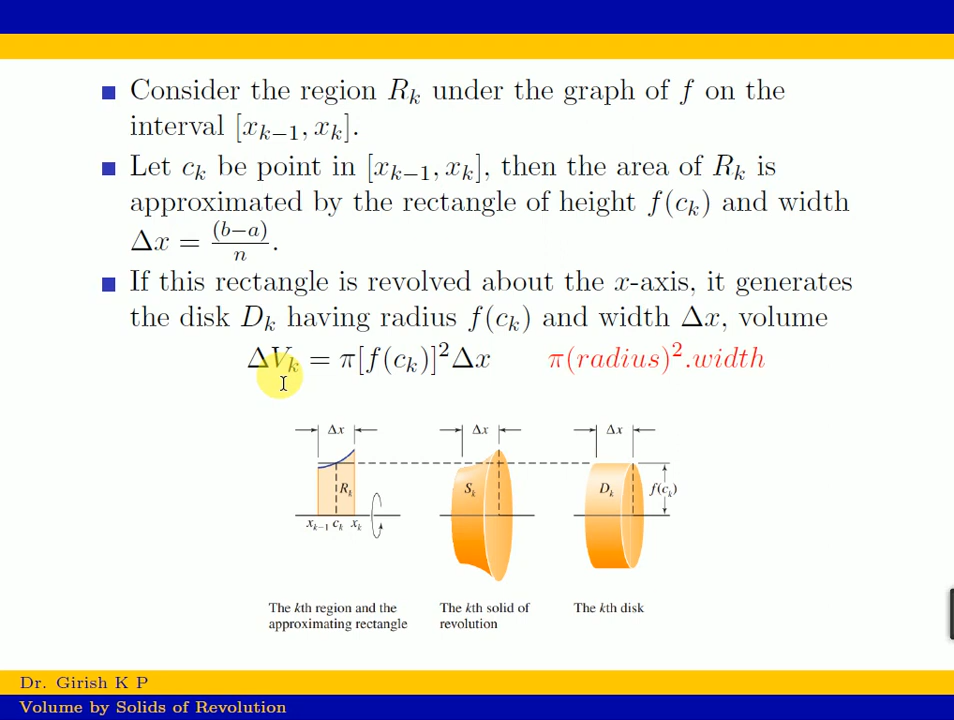 Consider the region R_k under the graph of f on the
interval [x_{k−1}, x_k].
Let c_k be point in [x_{k−1}, x_k], then the area of R_k is
approximated by the rectangle of height f(c_k) and width
Δx = (b−a)/n.
If this rectangle is revolved about the x-axis, it generates
the disk D_k having radius f(c_k) and width Δx, volume
ΔV_k = π[f(c_k)]²Δx π(radius)².width
Δx Δx Δx
R_k S_k D_k f(c_k)
x_{k−1} c_k x_k
The kth region and the
approximating rectangle
The kth solid of
revolution
The kth disk
Dr. Girish K P
Volume by Solids of Revolution